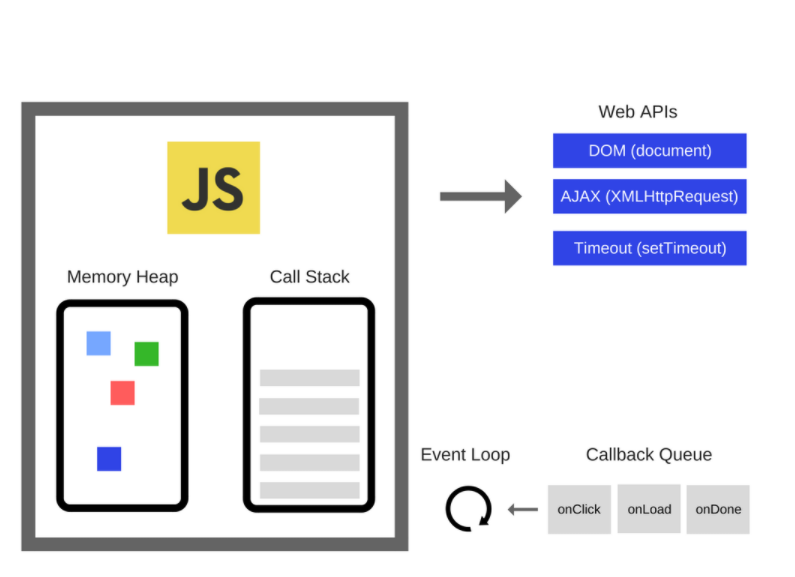 JS
Memory Heap
Call Stack
Web APIs
DOM (document)
AJAX (XMLHttpRequest)
Timeout (setTimeout)
Event Loop
Callback Queue
onClick
onLoad
onDone